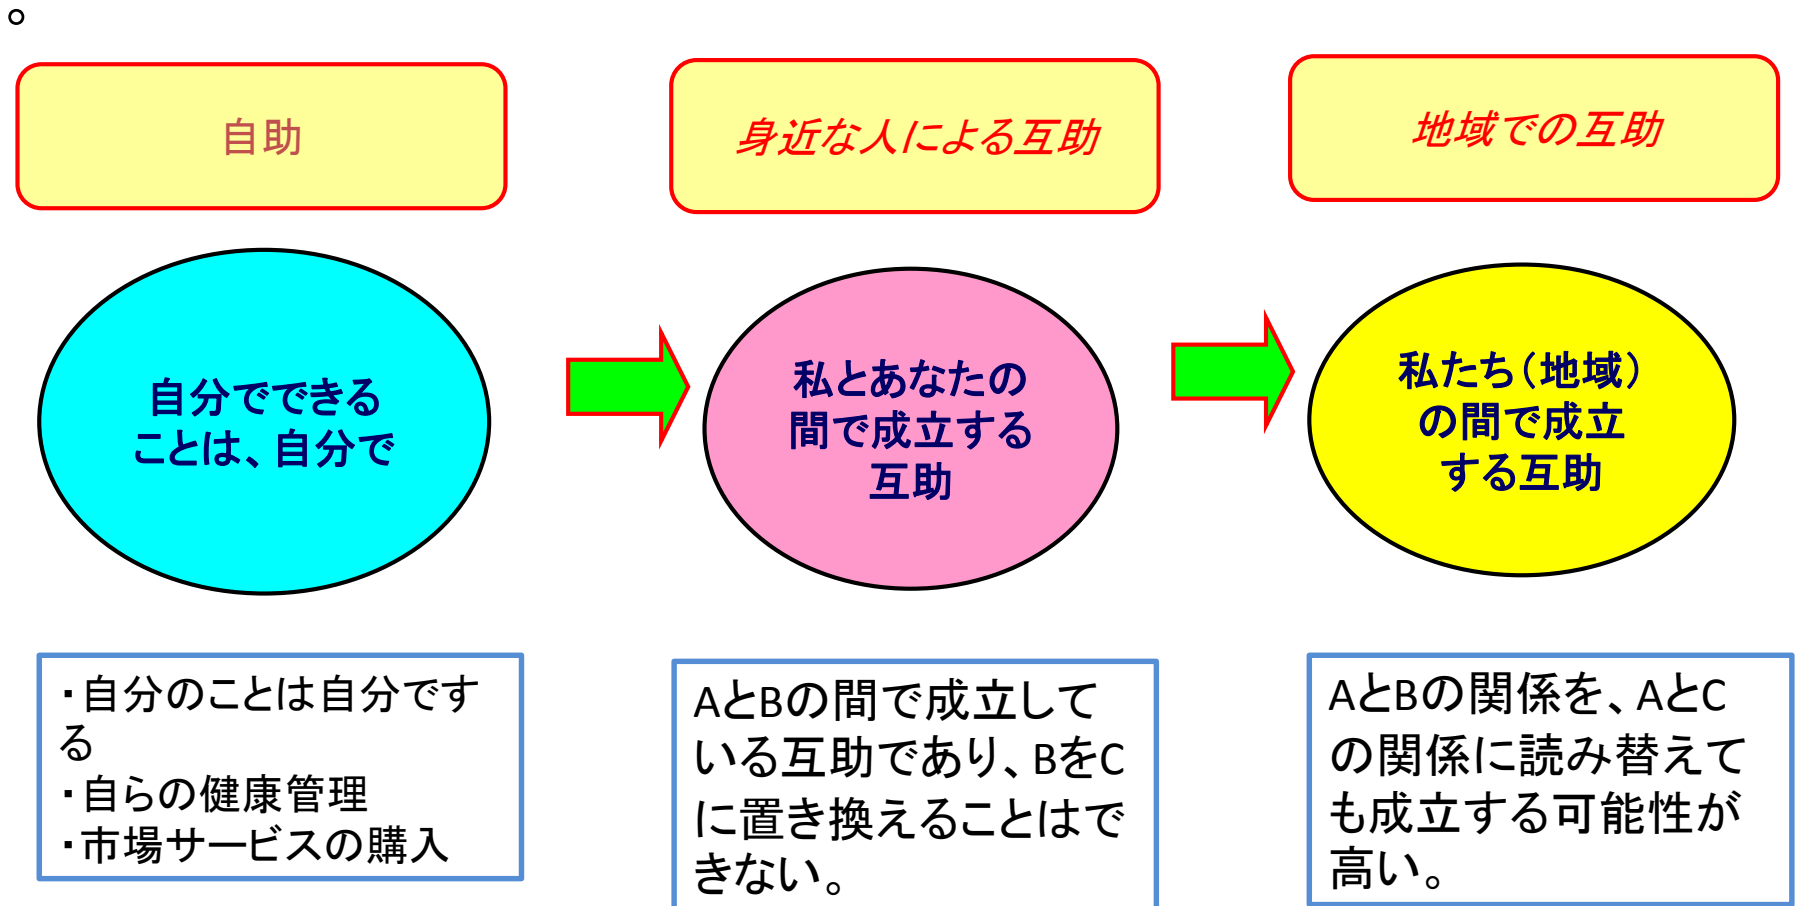 。
自助
身近な人による互助
地域での互助
自分でできる
ことは、自分で
私とあなたの
間で成立する
互助
私たち（地域）
の間で成立
する互助
・自分のことは自分です
る
・自らの健康管理
・市場サービスの購入
AとBの間で成立して
いる互助であり、BをC
に置き換えることはで
きない。
AとBの関係を、AとC
の関係に読み替えて
も成立する可能性が
高い。